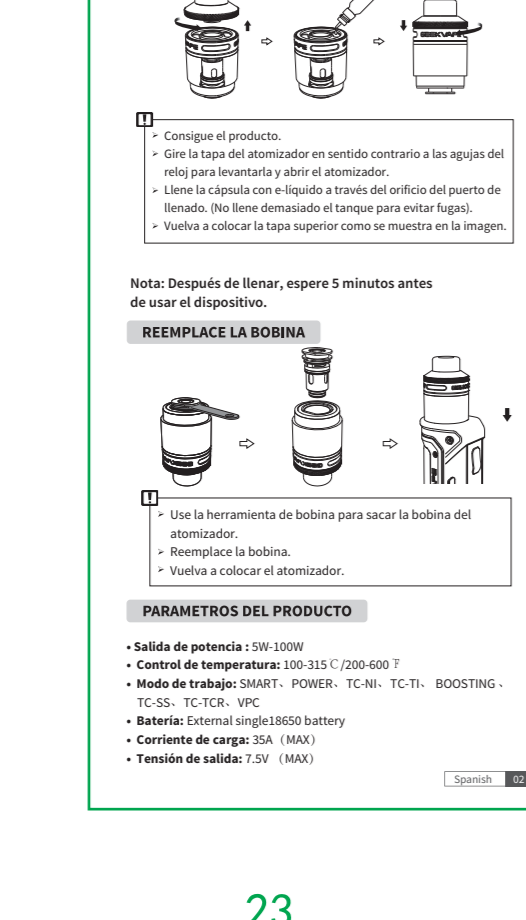 GEEKVAPE
➢ Consigue el producto.
➢ Gire la tapa del atomizador en sentido contrario a las agujas del
reloj para levantarla y abrir el atomizador.
➢ Llene la cápsula con e-líquido a través del orificio del puerto de
llenado. (No llene demasiado el tanque para evitar fugas).
➢ Vuelva a colocar la tapa superior como se muestra en la imagen.
Nota: Después de llenar, espere 5 minutos antes
de usar el dispositivo.
REEMPLACE LA BOBINA
➢ Use la herramienta de bobina para sacar la bobina del
atomizador.
➢ Reemplace la bobina.
➢ Vuelva a colocar el atomizador.
PARAMETROS DEL PRODUCTO
• Salida de potencia : 5W-100W
• Control de temperatura: 100-315℃/200-600℉
• Modo de trabajo: SMART、POWER、TC-NI、TC-TI、 BOOSTING 、
TC-SS、TC-TCR、VPC
• Batería: External single18650 battery
• Corriente de carga: 35A（MAX）
• Tensión de salida: 7.5V （MAX）
Spanish 02
23